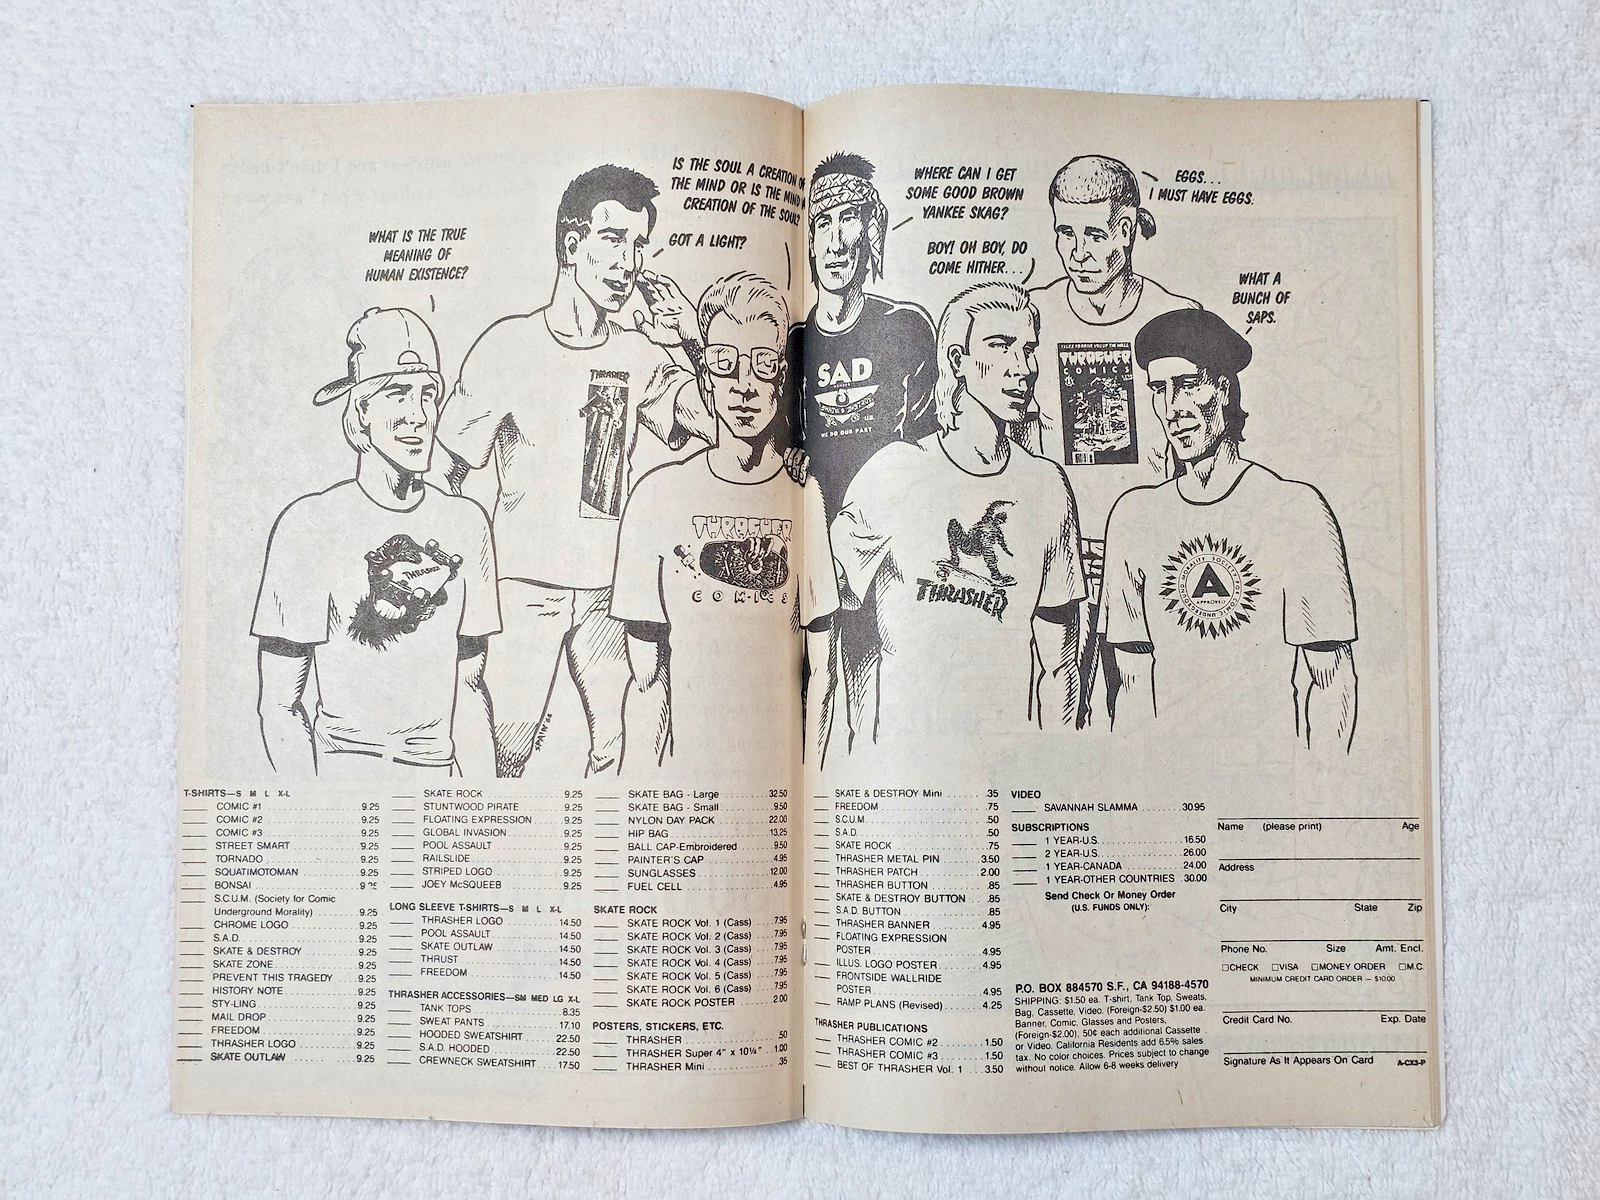 WHAT IS THE TRUE
MEANING OF
HUMAN EXISTENCE?
IS THE SOUL A CREATION OF
THE MIND OR IS THE MIND
CREATION OF THE SOUL?
GOT A LIGHT?
WHERE CAN I GET
SOME GOOD BROWN
YANKEE SKAG?
BOY! OH BOY, DO
COME HITHER...
EGGS...
I MUST HAVE EGGS.
WHAT A
BUNCH OF
SAPS.
THRASHER
THRASHER
THRASHER
COMICS
SAD
SKATE & DESTROY
WE DO OUR PART
THRASHER
THRASHER
COMICS
MORALITY SOCIETY FOR COMIC UNDERGROUND
A
APPROVED
SPAIN 88
T-SHIRTS—S M L X-L
COMIC #1 9.25
COMIC #2 9.25
COMIC #3 9.25
STREET SMART 9.25
TORNADO 9.25
SQUATIMOTOMAN 9.25
BONSAI 9.25
S.C.U.M. (Society for Comic
Underground Morality) 9.25
CHROME LOGO 9.25
S.A.D. 9.25
SKATE & DESTROY 9.25
SKATE ZONE 9.25
PREVENT THIS TRAGEDY 9.25
HISTORY NOTE 9.25
STY-LING 9.25
MAIL DROP 9.25
FREEDOM 9.25
THRASHER LOGO 9.25
SKATE OUTLAW 9.25
SKATE ROCK 9.25
STUNTWOOD PIRATE 9.25
FLOATING EXPRESSION 9.25
GLOBAL INVASION 9.25
POOL ASSAULT 9.25
RAILSLIDE 9.25
STRIPED LOGO 9.25
JOEY McSQUEEB 9.25
LONG SLEEVE T-SHIRTS—S M L X-L
THRASHER LOGO 14.50
POOL ASSAULT 14.50
SKATE OUTLAW 14.50
THRUST 14.50
FREEDOM 14.50
THRASHER ACCESSORIES—SM MED LG X-L
TANK TOPS 8.35
SWEAT PANTS 17.10
HOODED SWEATSHIRT 22.50
S.A.D. HOODED 22.50
CREWNECK SWEATSHIRT 17.50
SKATE BAG - Large 32.50
SKATE BAG - Small 9.50
NYLON DAY PACK 22.00
HIP BAG 13.25
BALL CAP-Embroidered 9.50
PAINTER'S CAP 4.95
SUNGLASSES 12.00
FUEL CELL 4.95
SKATE ROCK
SKATE ROCK Vol. 1 (Cass) 7.95
SKATE ROCK Vol. 2 (Cass) 7.95
SKATE ROCK Vol. 3 (Cass) 7.95
SKATE ROCK Vol. 4 (Cass) 7.95
SKATE ROCK Vol. 5 (Cass) 7.95
SKATE ROCK Vol. 6 (Cass) 7.95
SKATE ROCK POSTER 2.00
POSTERS, STICKERS, ETC.
THRASHER .50
THRASHER Super 4" x 10¼" 1.00
THRASHER Mini .35
SKATE & DESTROY Mini .35
FREEDOM .75
S.C.U.M. .50
S.A.D. .50
SKATE ROCK .75
THRASHER METAL PIN 3.50
THRASHER PATCH 2.00
THRASHER BUTTON .85
SKATE & DESTROY BUTTON .85
S.A.D. BUTTON .85
THRASHER BANNER 4.95
FLOATING EXPRESSION
POSTER 4.95
ILLUS. LOGO POSTER 4.95
FRONTSIDE WALLRIDE
POSTER 4.95
RAMP PLANS (Revised) 4.25
THRASHER PUBLICATIONS
THRASHER COMIC #2 1.50
THRASHER COMIC #3 1.50
BEST OF THRASHER Vol. 1 3.50
VIDEO
SAVANNAH SLAMMA 30.95
SUBSCRIPTIONS
1 YEAR-U.S. 16.50
2 YEAR-U.S. 26.00
1 YEAR-CANADA 24.00
1 YEAR-OTHER COUNTRIES 30.00
Send Check Or Money Order
(U.S. FUNDS ONLY):
P.O. BOX 884570 S.F., CA 94188-4570
SHIPPING: $1.50 ea. T-shirt, Tank Top, Sweats,
Bag, Cassette, Video. (Foreign-$2.50) $1.00 ea.
Banner, Comic, Glasses and Posters,
(Foreign-$2.00), 50¢ each additional Cassette
or Video. California Residents add 6.5% sales
tax. No color choices. Prices subject to change
without notice. Allow 6-8 weeks delivery
Name (please print) Age
Address
City State Zip
Phone No. Size Amt. Encl.
☐CHECK ☐VISA ☐MONEY ORDER ☐M.C.
MINIMUM CREDIT CARD ORDER — $10.00
Credit Card No. Exp. Date
Signature As It Appears On Card A-CX3-P